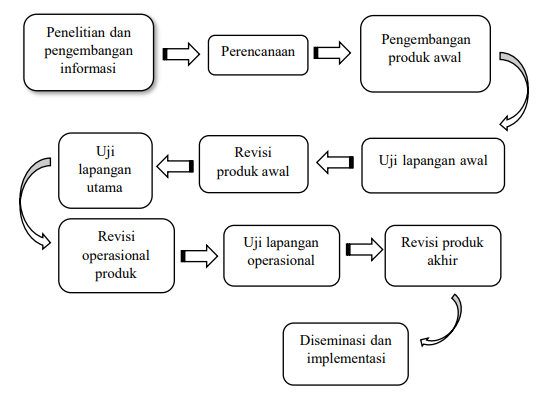 Penelitian dan
pengembangan
informasi
Perencanaan
Pengembangan
produk awal
Uji lapangan awal
Revisi
produk awal
Uji
lapangan
utama
Revisi
operasional
produk
Uji lapangan
operasional
Revisi produk
akhir
Diseminasi dan
implementasi